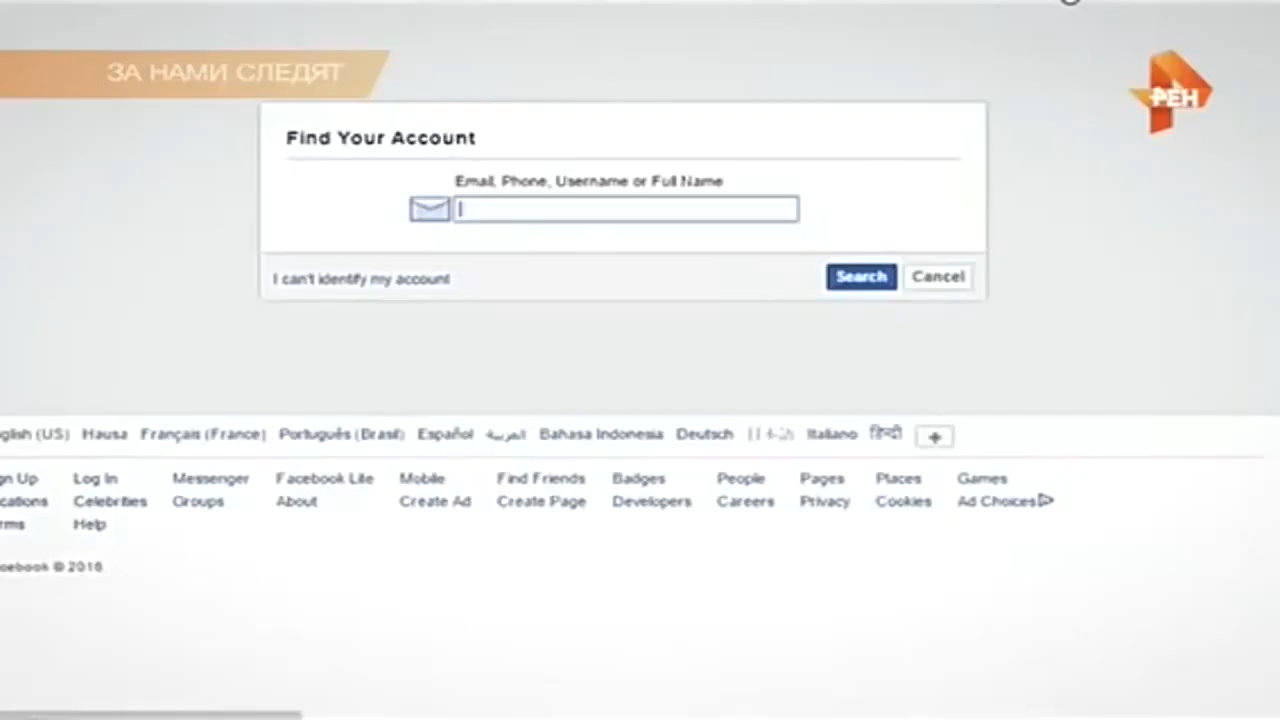 ЗА НАМИ СЛЕДЯТ
РЕН
Find Your Account
Email, Phone, Username or Full Name
I can't identify my account
Search
Cancel
glish (US) Hausa Français (France) Português (Brasil) Español العربية Bahasa Indonesia Deutsch Italiano हिन्दी +
gn Up Log In Messenger Facebook Lite Mobile Find Friends Badges People Pages Places Games
cations Celebrities Groups About Create Ad Create Page Developers Careers Privacy Cookies Ad Choices
rms Help
cebook © 2016